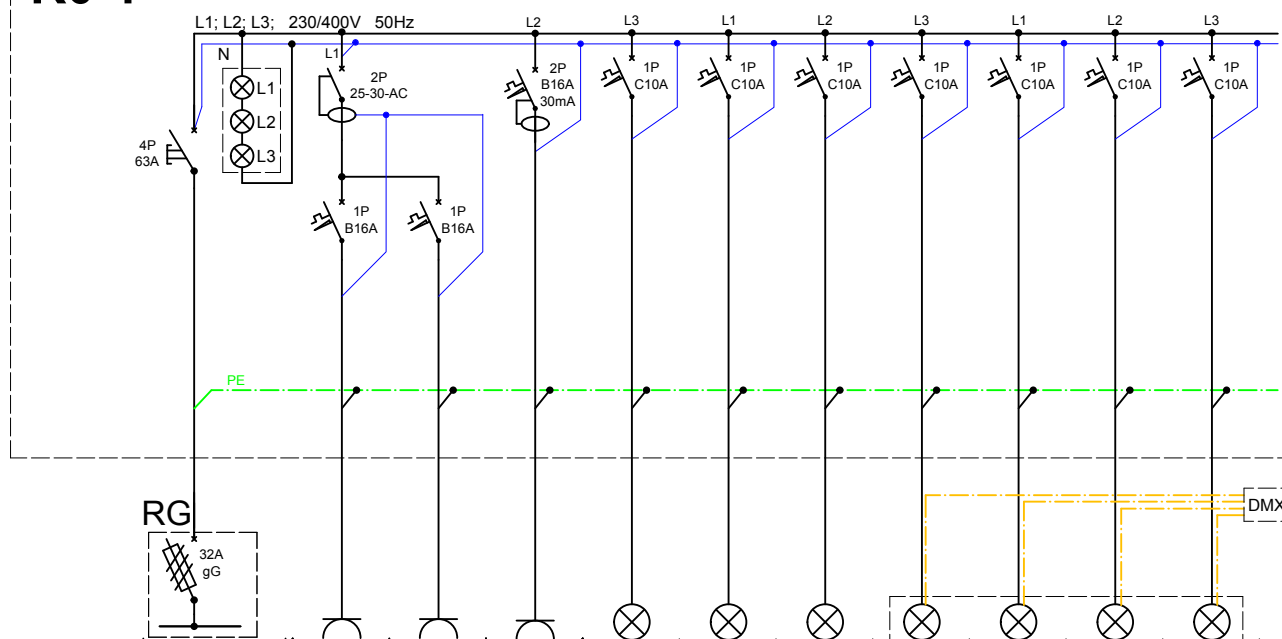 L1; L2; L3; 230/400V 50Hz
L2
L3
L1
L2
L3
L1
L2
L3
N
L1
L1
L2
L3
4P
63A
2P
25-30-AC
2P
B16A
30mA
1P
C10A
1P
C10A
1P
C10A
1P
C10A
1P
C10A
1P
C10A
1P
C10A
1P
B16A
1P
B16A
PE
RG
32A
gG
DMX